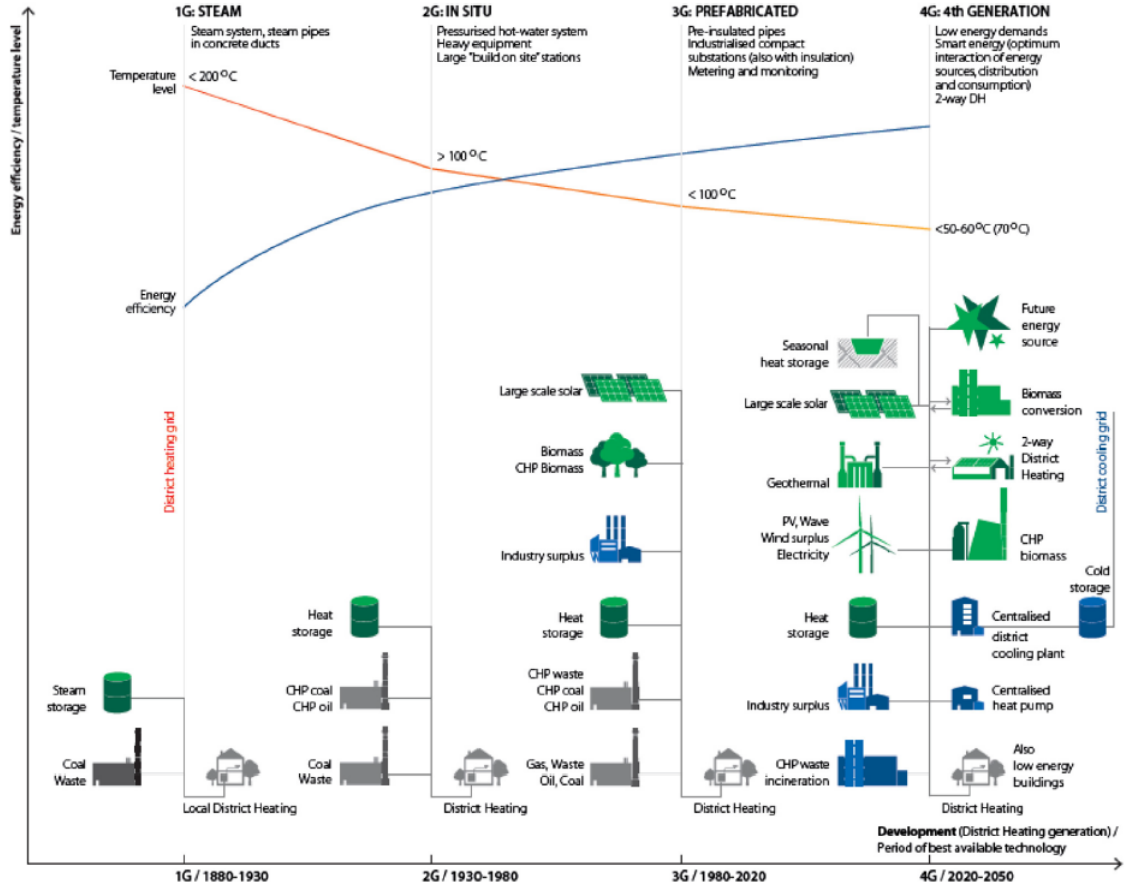 Energy efficiency / temperature level
1G: STEAM
Steam system, steam pipes
in concrete ducts
2G: IN SITU
Pressurised hot-water system
Heavy equipment
Large "build on site" stations
3G: PREFABRICATED
Pre-insulated pipes
Industrialised compact
substations (also with insulation)
Metering and monitoring
4G: 4th GENERATION
Low energy demands
Smart energy (optimum
interaction of energy
sources, distribution
and consumption)
2-way DH
Temperature
level
< 200 °C
> 100 °C
< 100 °C
<50-60 °C (70°C)
Energy
efficiency
District heating grid
Steam
storage
Coal
Waste
Local District Heating
Heat
storage
CHP coal
CHP oil
Coal
Waste
District Heating
Large scale solar
Biomass
CHP Biomass
Industry surplus
Heat
storage
CHP waste
CHP coal
CHP oil
Gas, Waste
Oil, Coal
District Heating
Seasonal
heat storage
Large scale solar
Geothermal
PV, Wave
Wind surplus
Electricity
Heat
storage
Industry surplus
CHP waste
incineration
Future
energy
source
Biomass
conversion
2-way
District
Heating
CHP
biomass
Centralised
district
cooling plant
Centralised
heat pump
Also
low energy
buildings
District Heating
District cooling grid
Cold
storage
Development (District Heating generation) /
Period of best available technology
1G / 1880-1930
2G / 1930-1980
3G / 1980-2020
4G / 2020-2050